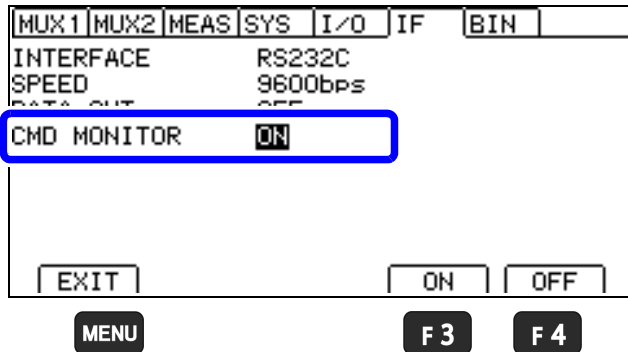 MUX1 MUX2 MEAS SYS I/O IF BIN
INTERFACE RS232C
SPEED 9600bps
CMD MONITOR ON
EXIT ON OFF
MENU F3 F4